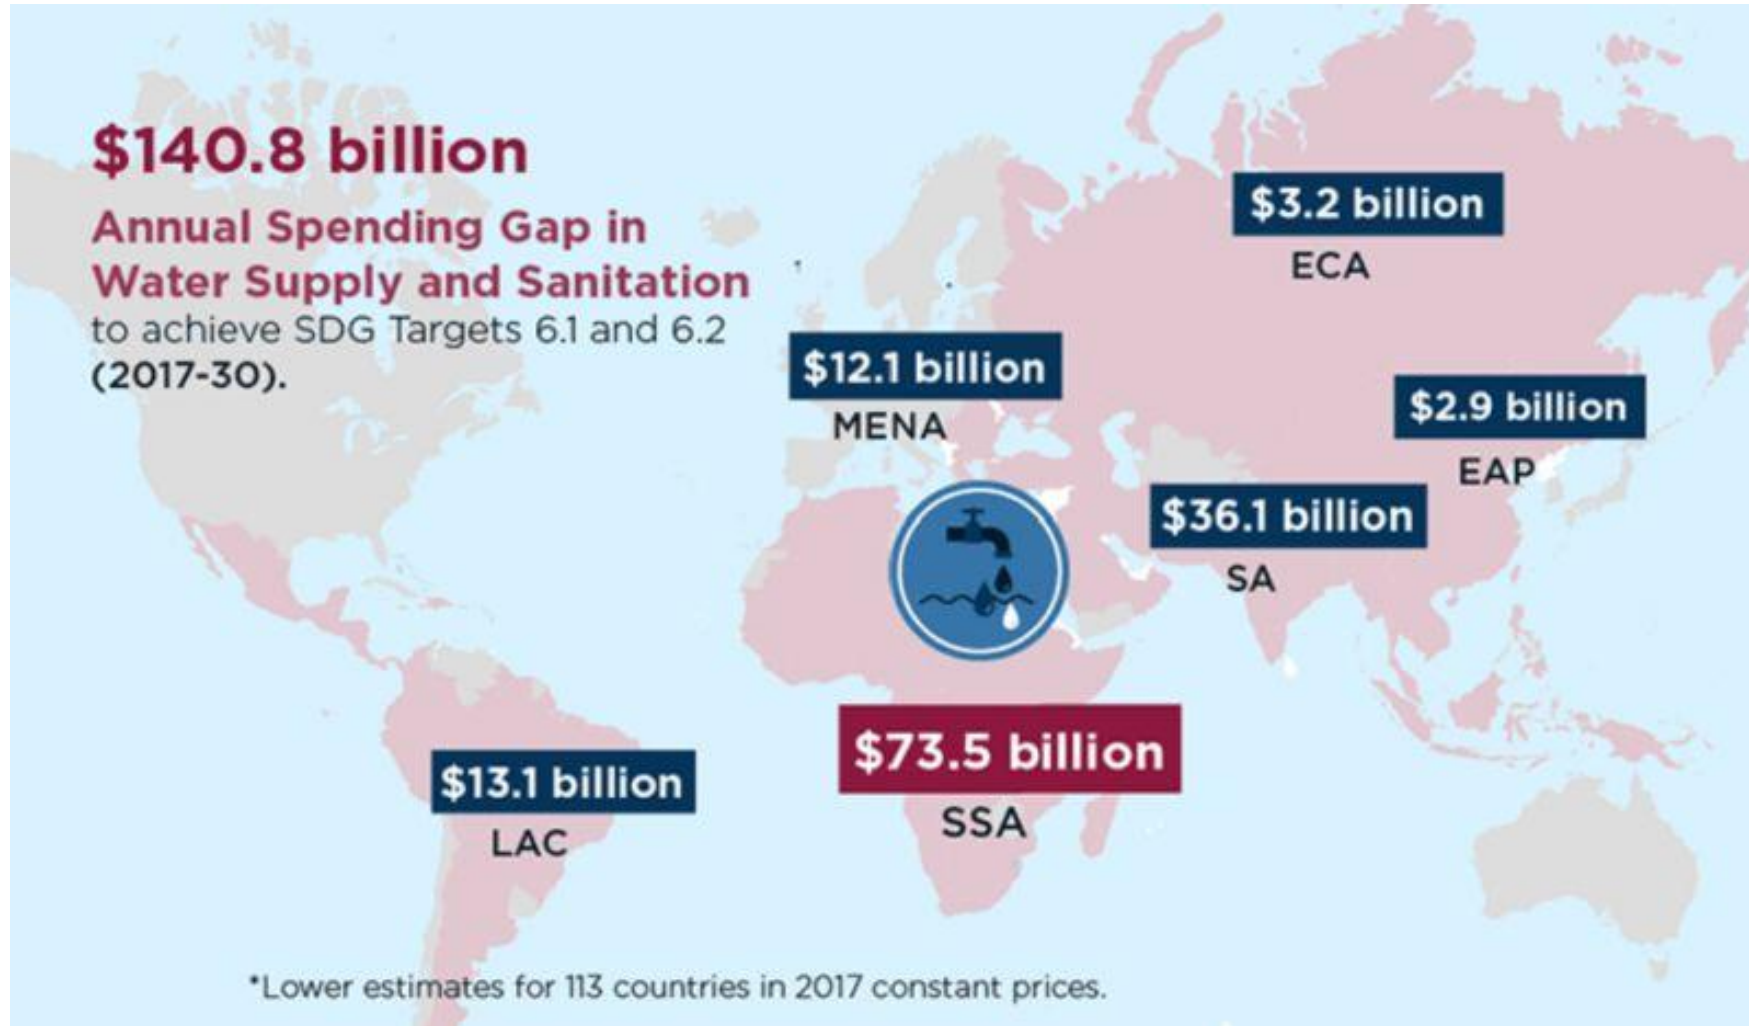 $140.8 billion
Annual Spending Gap in
Water Supply and Sanitation
to achieve SDG Targets 6.1 and 6.2
(2017-30).
$3.2 billion
ECA
$12.1 billion
MENA
$2.9 billion
EAP
$36.1 billion
SA
$73.5 billion
SSA
$13.1 billion
LAC
*Lower estimates for 113 countries in 2017 constant prices.